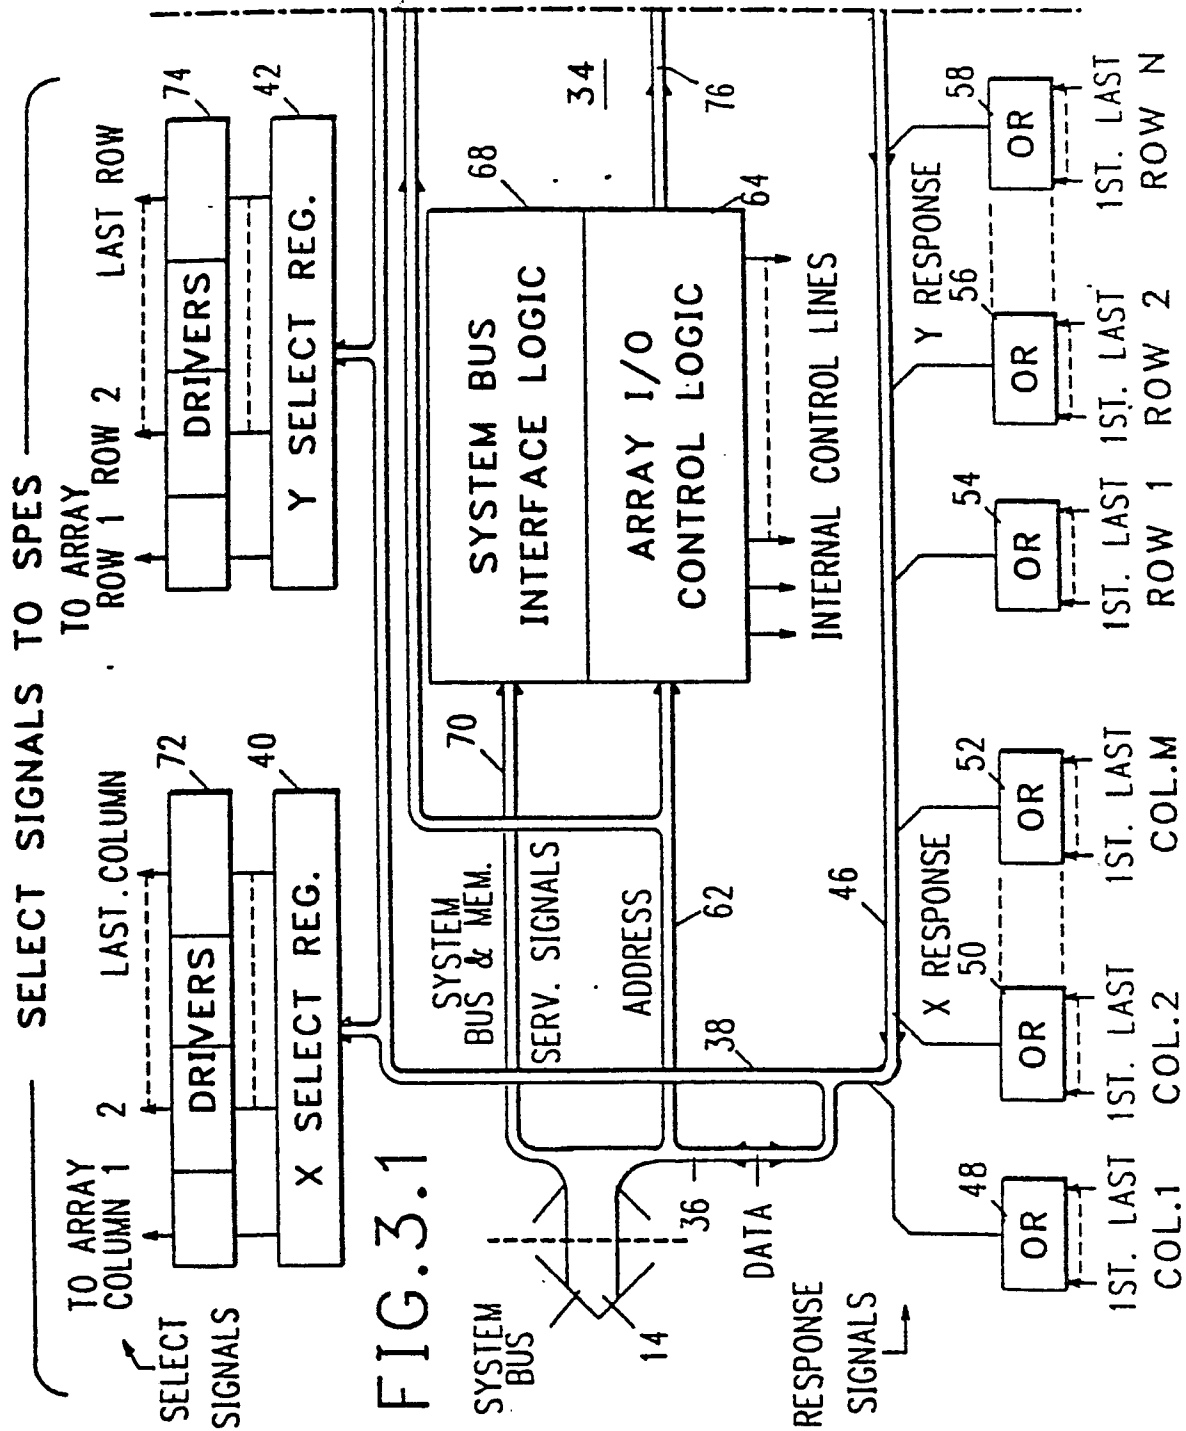 SELECT SIGNALS TO SPES
SELECT
SIGNALS
TO ARRAY
COLUMN 1
2
LAST. COLUMN
72
DRIVERS
40
X SELECT REG.
TO ARRAY
ROW 1
ROW 2
LAST ROW
74
DRIVERS
42
Y SELECT REG.
FIG.3.1
SYSTEM
BUS
14
SYSTEM
BUS & MEM.
SERV. SIGNALS
70
ADDRESS
62
38
36
DATA
SYSTEM BUS
INTERFACE LOGIC
68
ARRAY I/O
CONTROL LOGIC
64
34
76
INTERNAL CONTROL LINES
46
RESPONSE
SIGNALS
X RESPONSE
Y RESPONSE
48
OR
1ST. LAST
COL.1
50
OR
1ST. LAST
COL.2
52
OR
1ST. LAST
COL.M
54
OR
1ST. LAST
ROW 1
56
OR
1ST. LAST
ROW 2
58
OR
1ST. LAST
ROW N